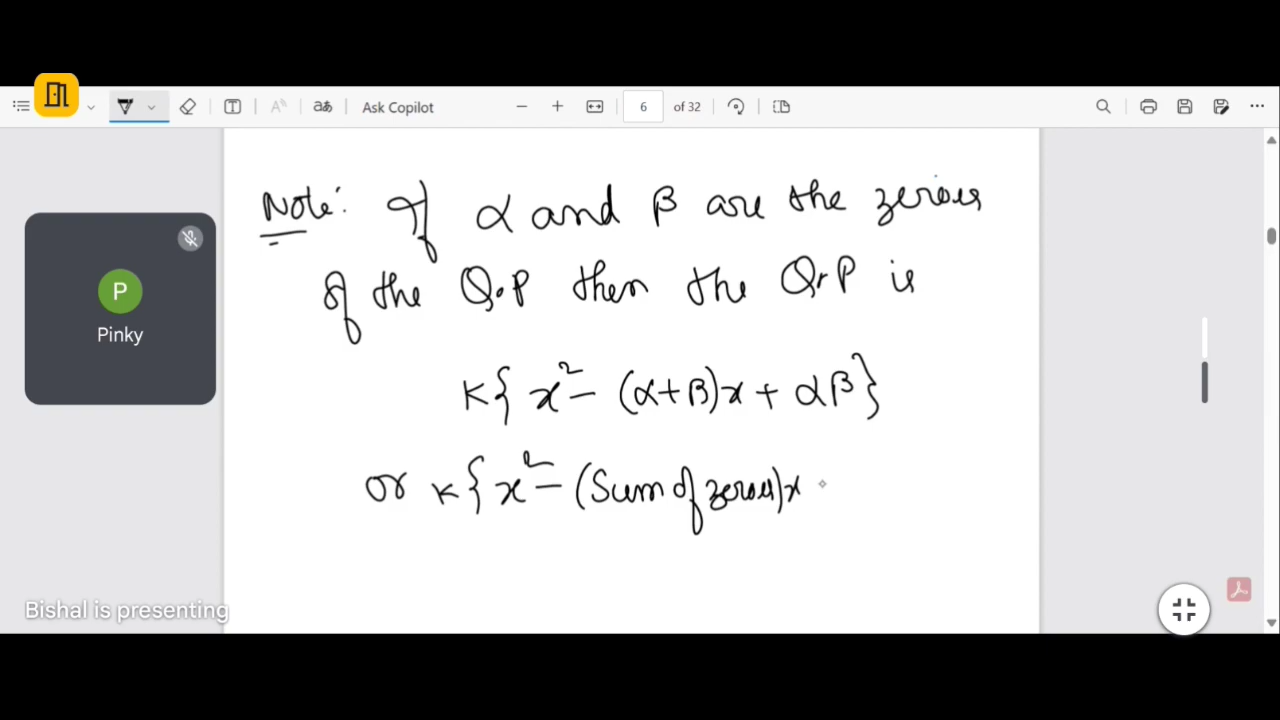 Ask Copilot
6 of 32
Note: If α and β are the zeroes
of the Q.P then the Q.P is
K{ x² - (α+β)x + αβ }
or K{ x² - (Sum of zeroes)x
P
Pinky
Bishal is presenting